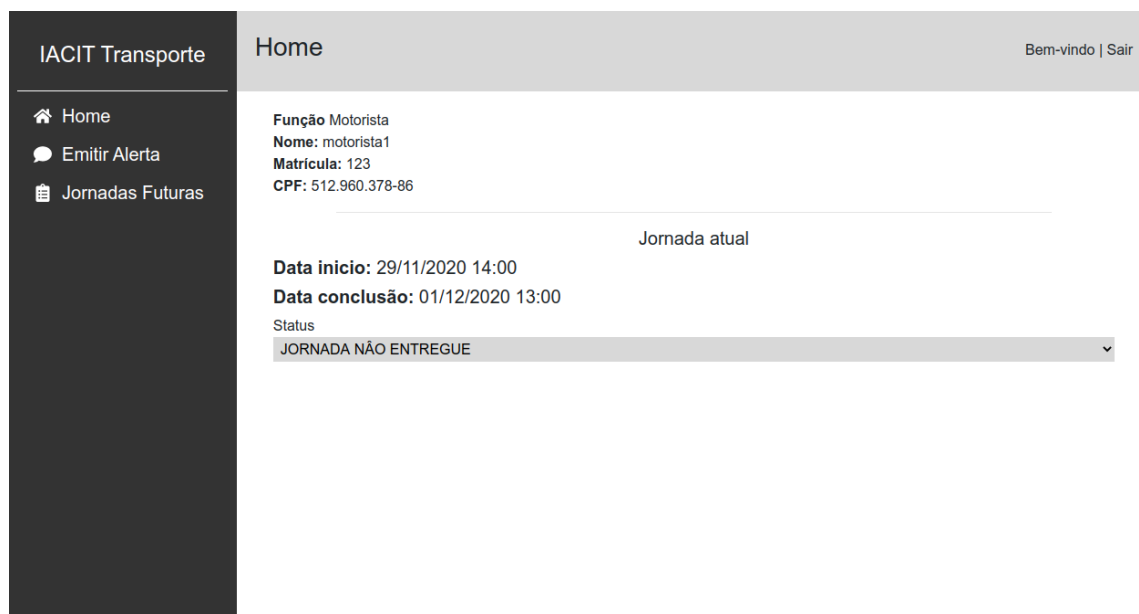 IACIT Transporte
Home
Emitir Alerta
Jornadas Futuras
Home
Bem-vindo | Sair
Função Motorista
Nome: motorista1
Matrícula: 123
CPF: 512.960.378-86
Jornada atual
Data inicio: 29/11/2020 14:00
Data conclusão: 01/12/2020 13:00
Status
JORNADA NÂO ENTREGUE